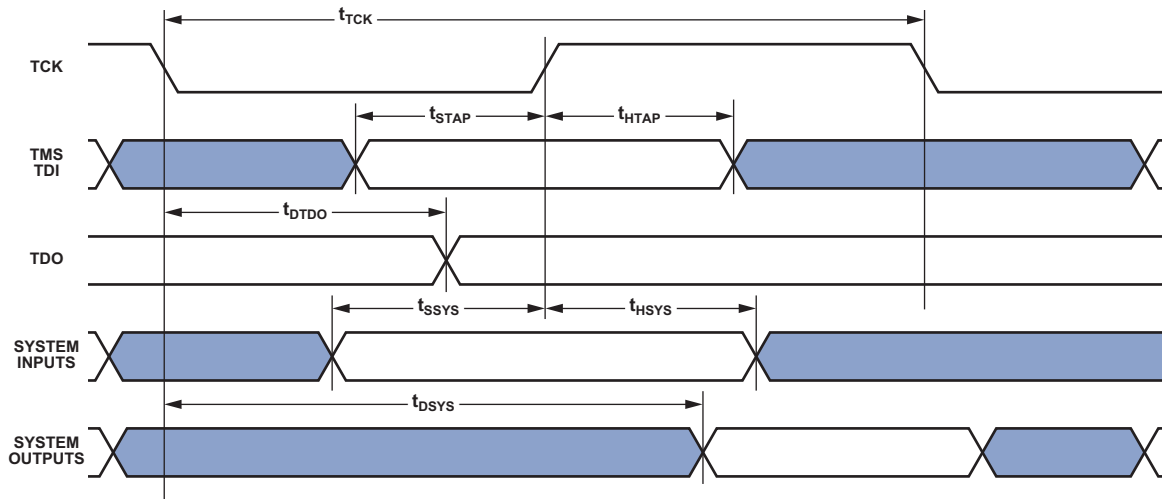 tTCK
TCK
tSTAP
tHTAP
TMS
TDI
tDTDO
TDO
tSSYS
tHSYS
SYSTEM
INPUTS
tDSYS
SYSTEM
OUTPUTS